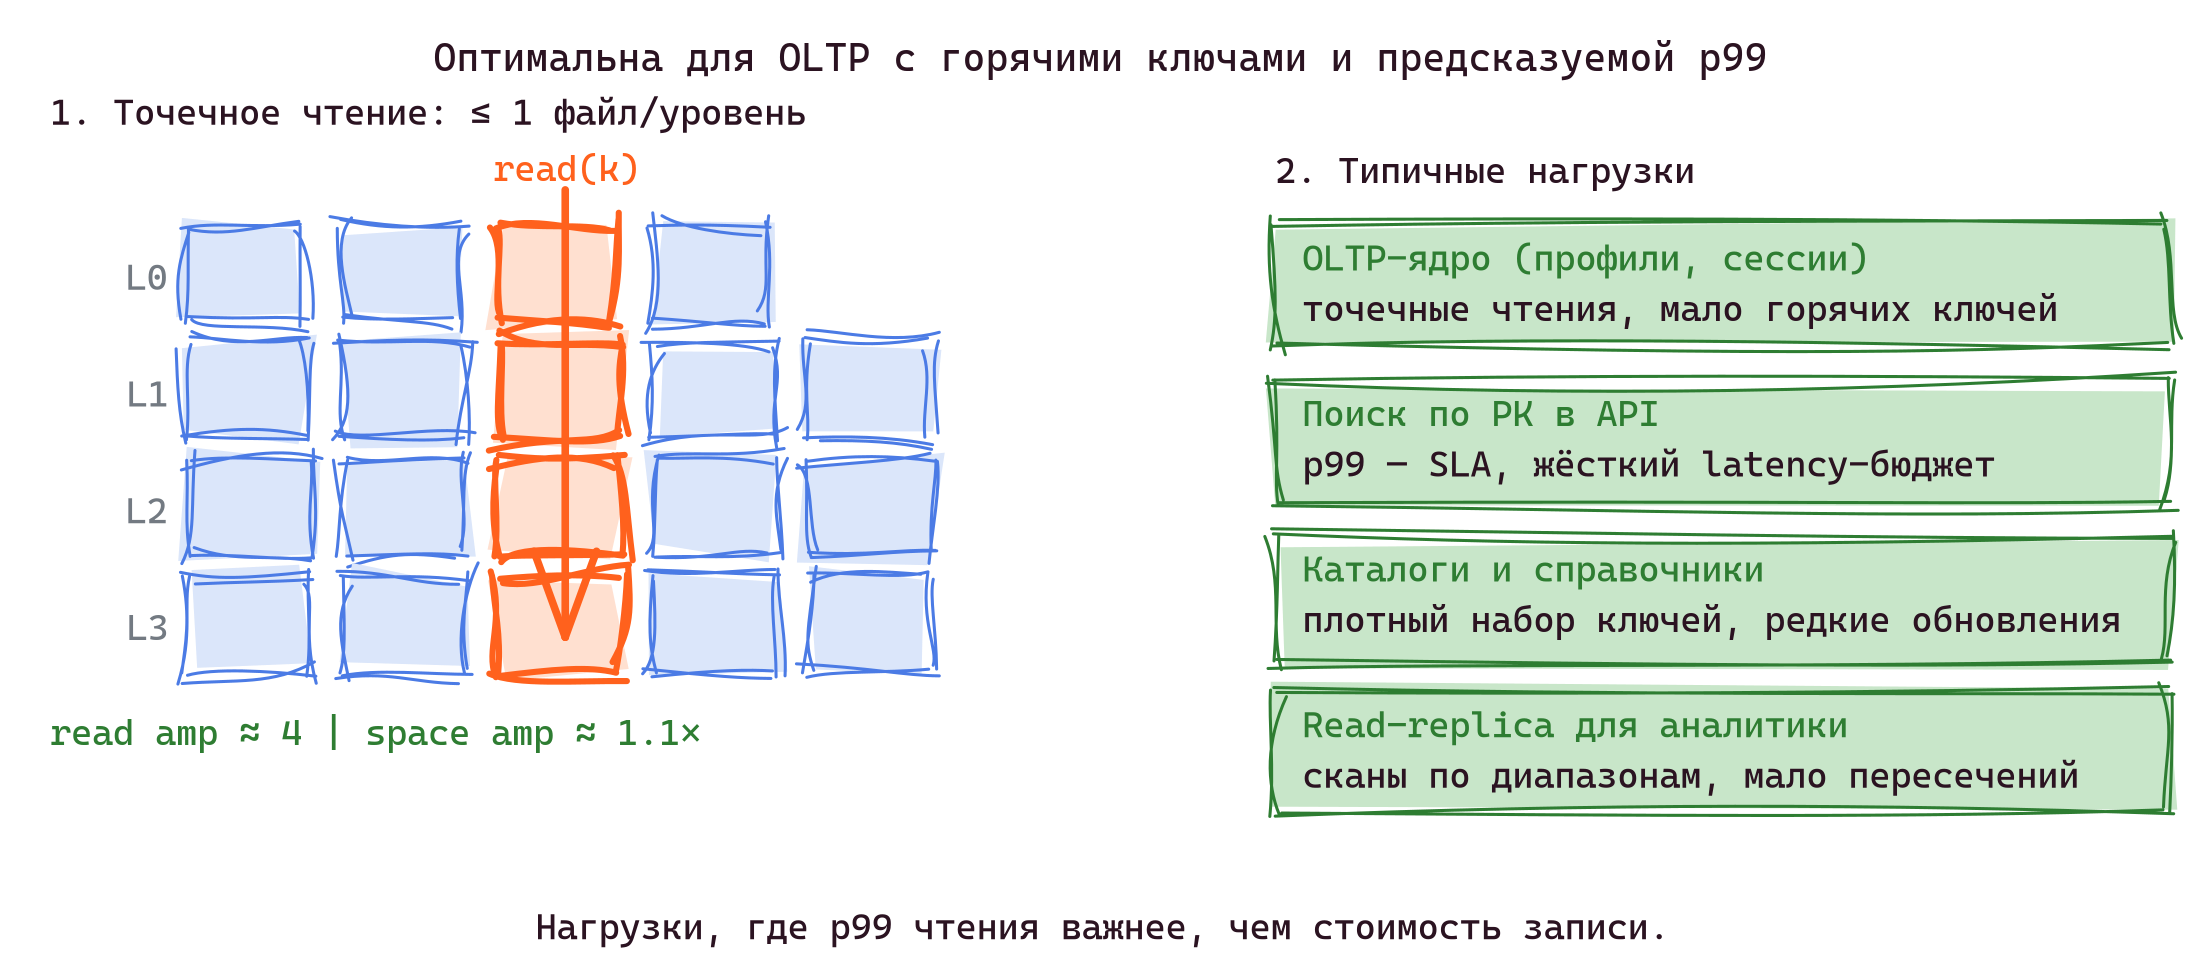 Оптимальна для OLTP с горячими ключами и предсказуемой p99
1. Точечное чтение: ≤ 1 файл/уровень
read(k)
L0
L1
L2
L3
read amp ≈ 4 | space amp ≈ 1.1×
2. Типичные нагрузки
OLTP-ядро (профили, сессии)
точечные чтения, мало горячих ключей
Поиск по PK в API
p99 — SLA, жёсткий latency-бюджет
Каталоги и справочники
плотный набор ключей, редкие обновления
Read-replica для аналитики
сканы по диапазонам, мало пересечений
Нагрузки, где p99 чтения важнее, чем стоимость записи.